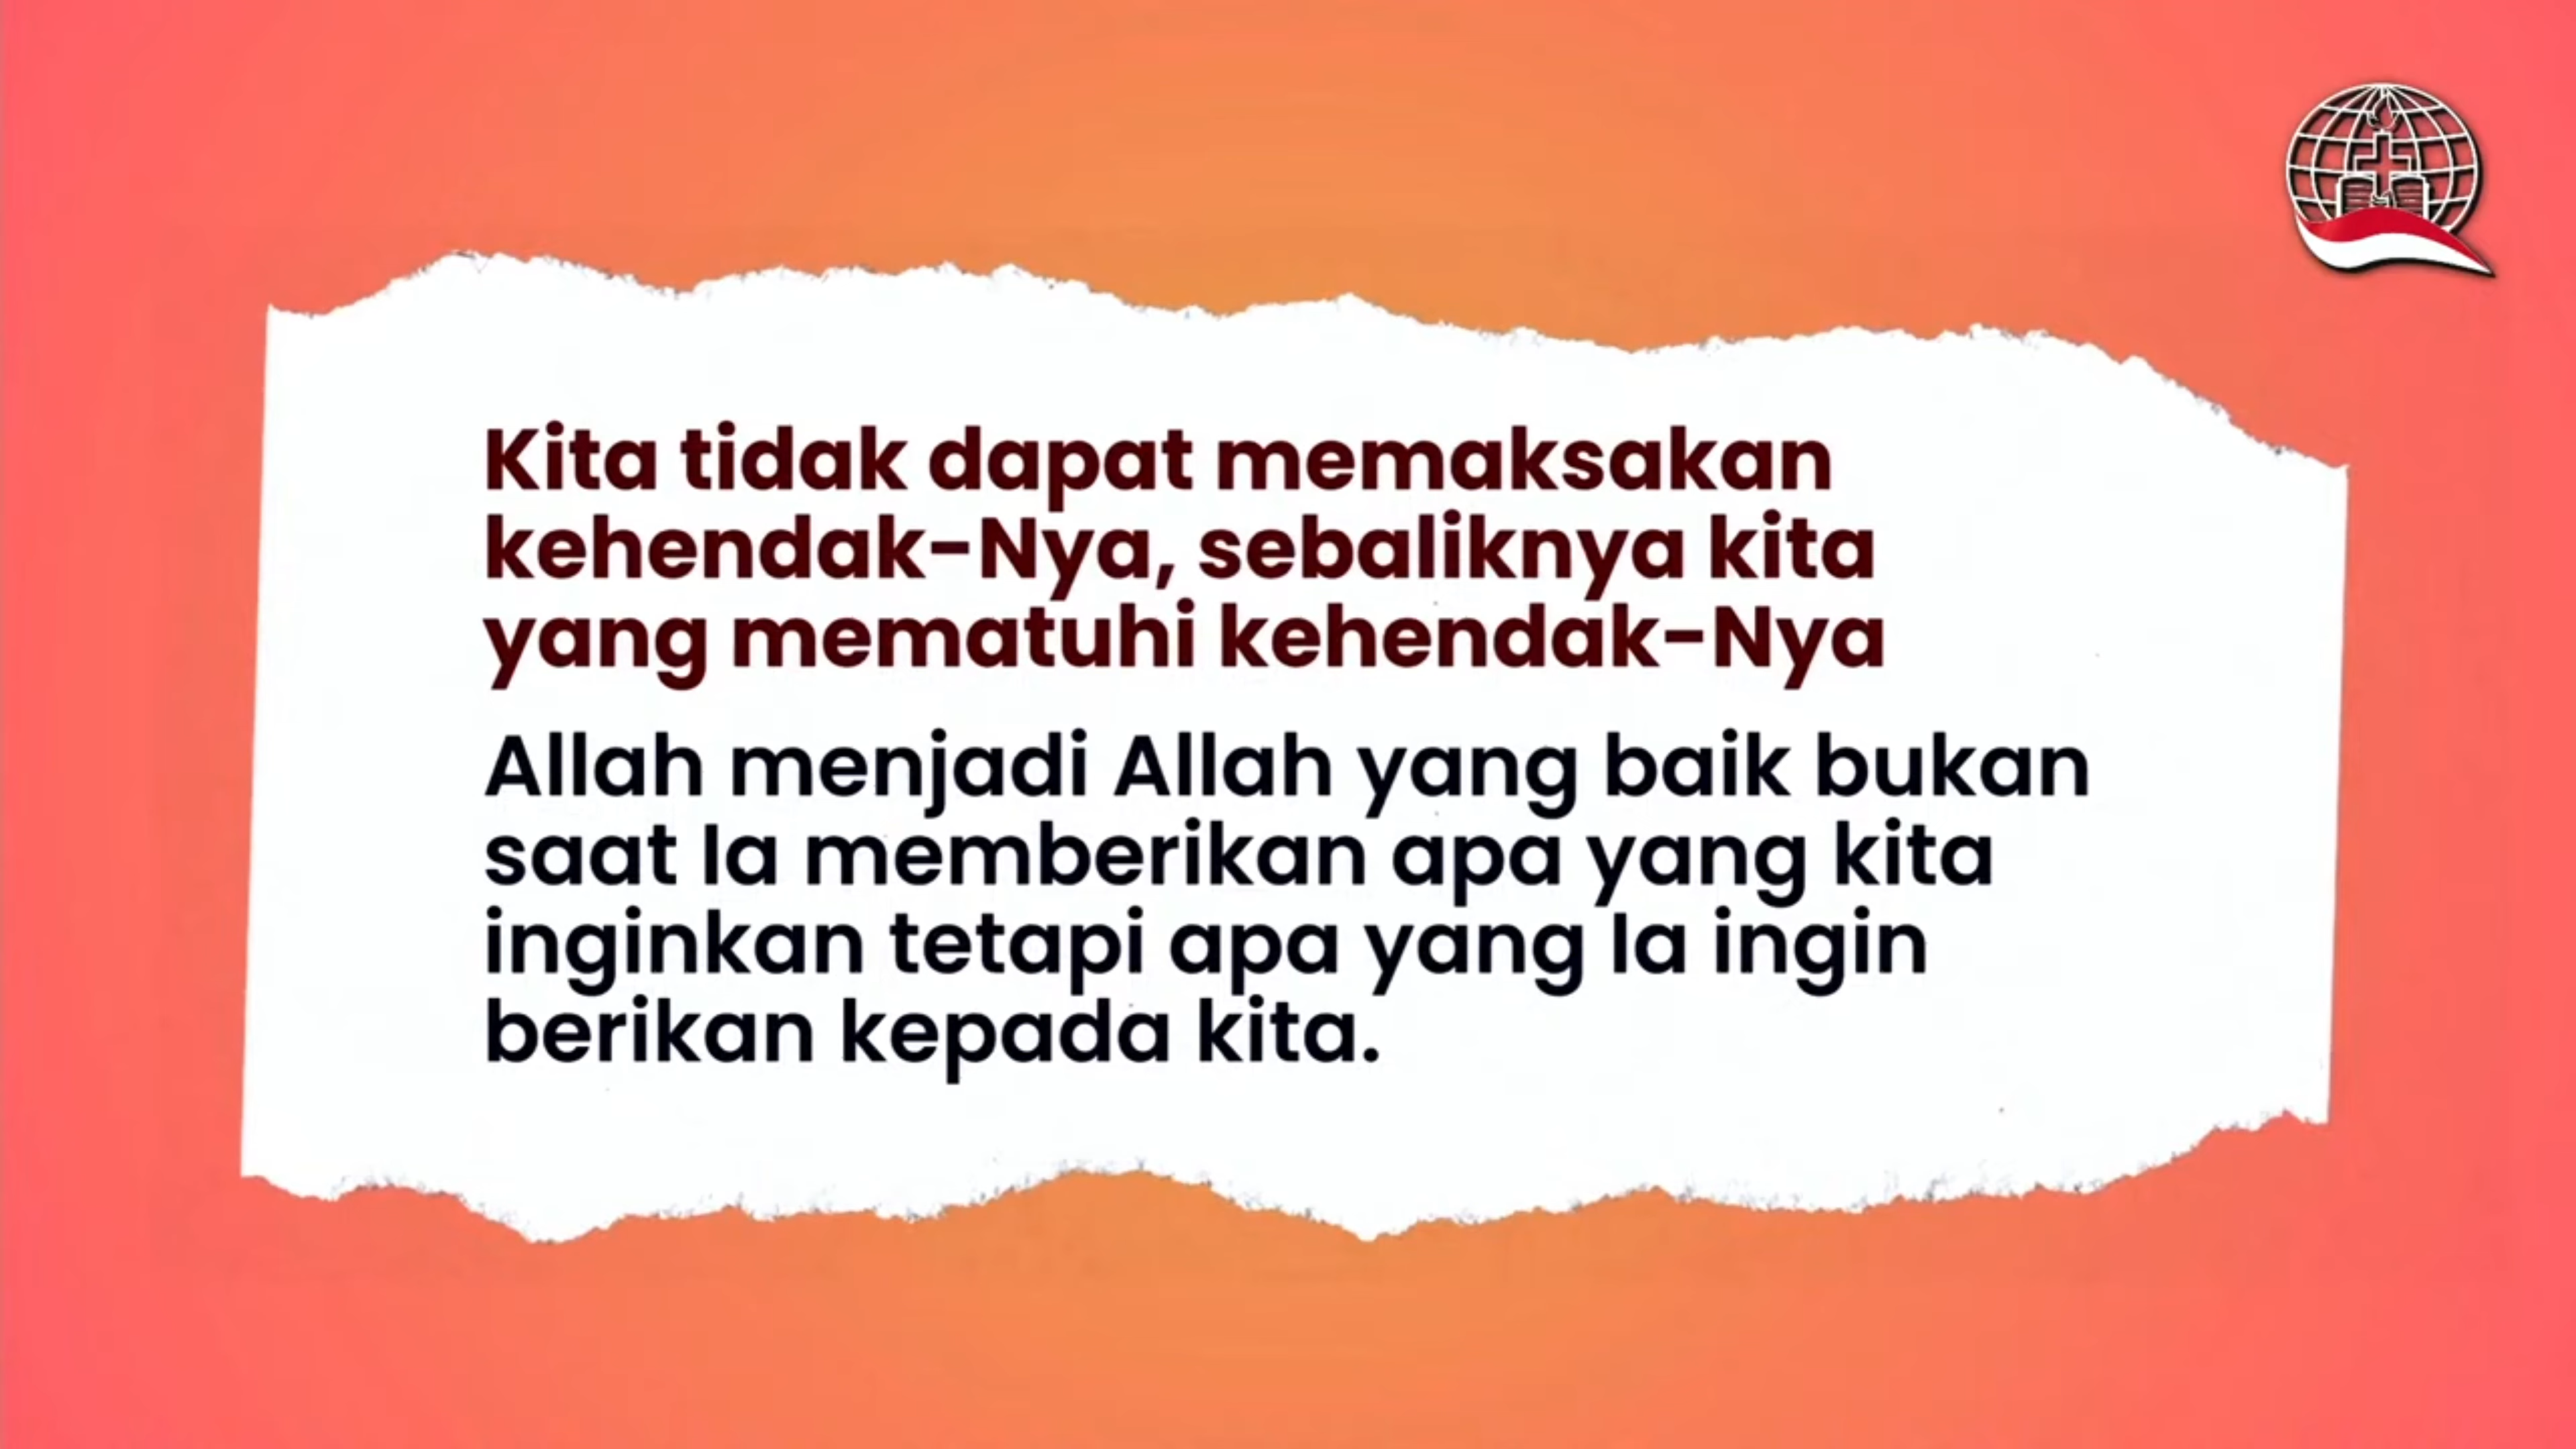 Kita tidak dapat memaksakan
kehendak-Nya, sebaliknya kita
yang mematuhi kehendak-Nya
Allah menjadi Allah yang baik bukan
saat Ia memberikan apa yang kita
inginkan tetapi apa yang Ia ingin
berikan kepada kita.